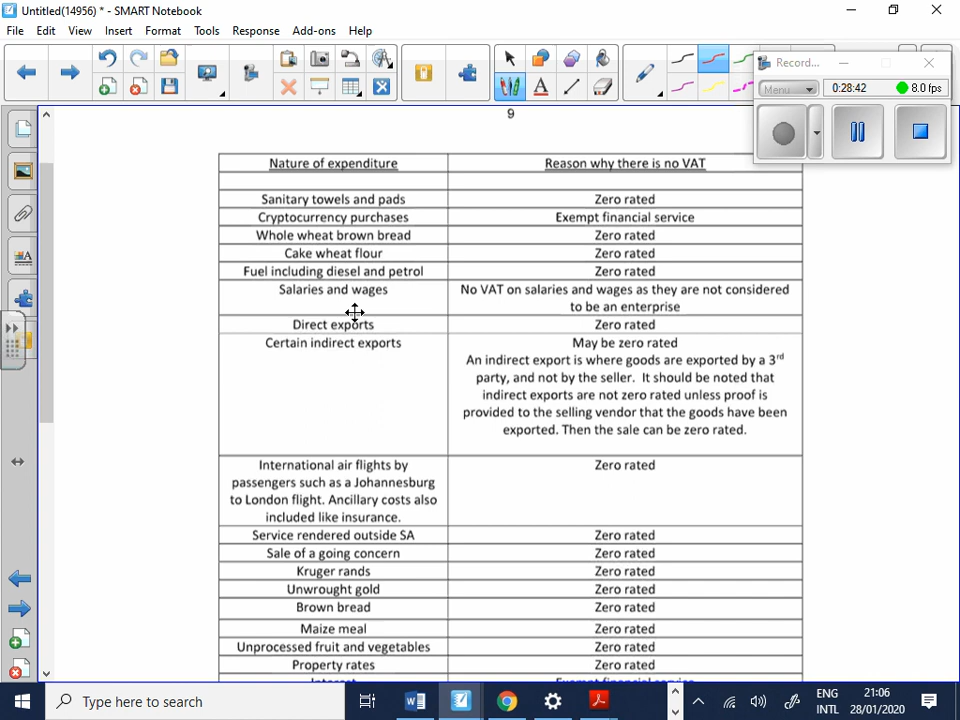 Untitled(14956) * - SMART Notebook
File Edit View Insert Format Tools Response Add-ons Help
Record...
Menu 0:28:42 8.0 fps
9
Nature of expenditure Reason why there is no VAT
Sanitary towels and pads Zero rated
Cryptocurrency purchases Exempt financial service
Whole wheat brown bread Zero rated
Cake wheat flour Zero rated
Fuel including diesel and petrol Zero rated
Salaries and wages No VAT on salaries and wages as they are not considered
to be an enterprise
Direct exports Zero rated
Certain indirect exports May be zero rated
An indirect export is where goods are exported by a 3rd
party, and not by the seller. It should be noted that
indirect exports are not zero rated unless proof is
provided to the selling vendor that the goods have been
exported. Then the sale can be zero rated.
International air flights by Zero rated
passengers such as a Johannesburg
to London flight. Ancillary costs also
included like insurance.
Service rendered outside SA Zero rated
Sale of a going concern Zero rated
Kruger rands Zero rated
Unwrought gold Zero rated
Brown bread Zero rated
Maize meal Zero rated
Unprocessed fruit and vegetables Zero rated
Property rates Zero rated
Interest Exempt financial service
Type here to search
ENG 21:06
INTL 28/01/2020